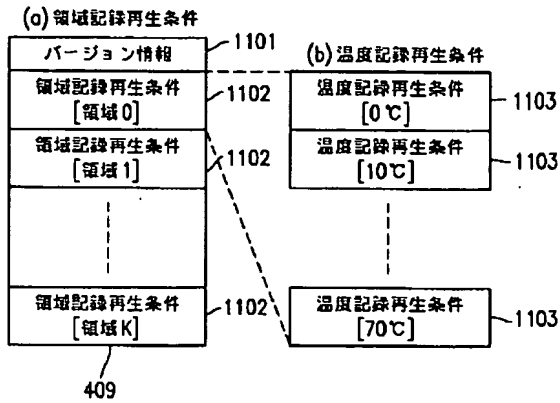 (a) 領域記録再生条件
バージョン情報
1101
領域記録再生条件
[領域0]
1102
領域記録再生条件
[領域1]
1102
領域記録再生条件
[領域K]
1102
409
(b) 温度記録再生条件
温度記録再生条件
[0℃]
1103
温度記録再生条件
[10℃]
1103
温度記録再生条件
[70℃]
1103